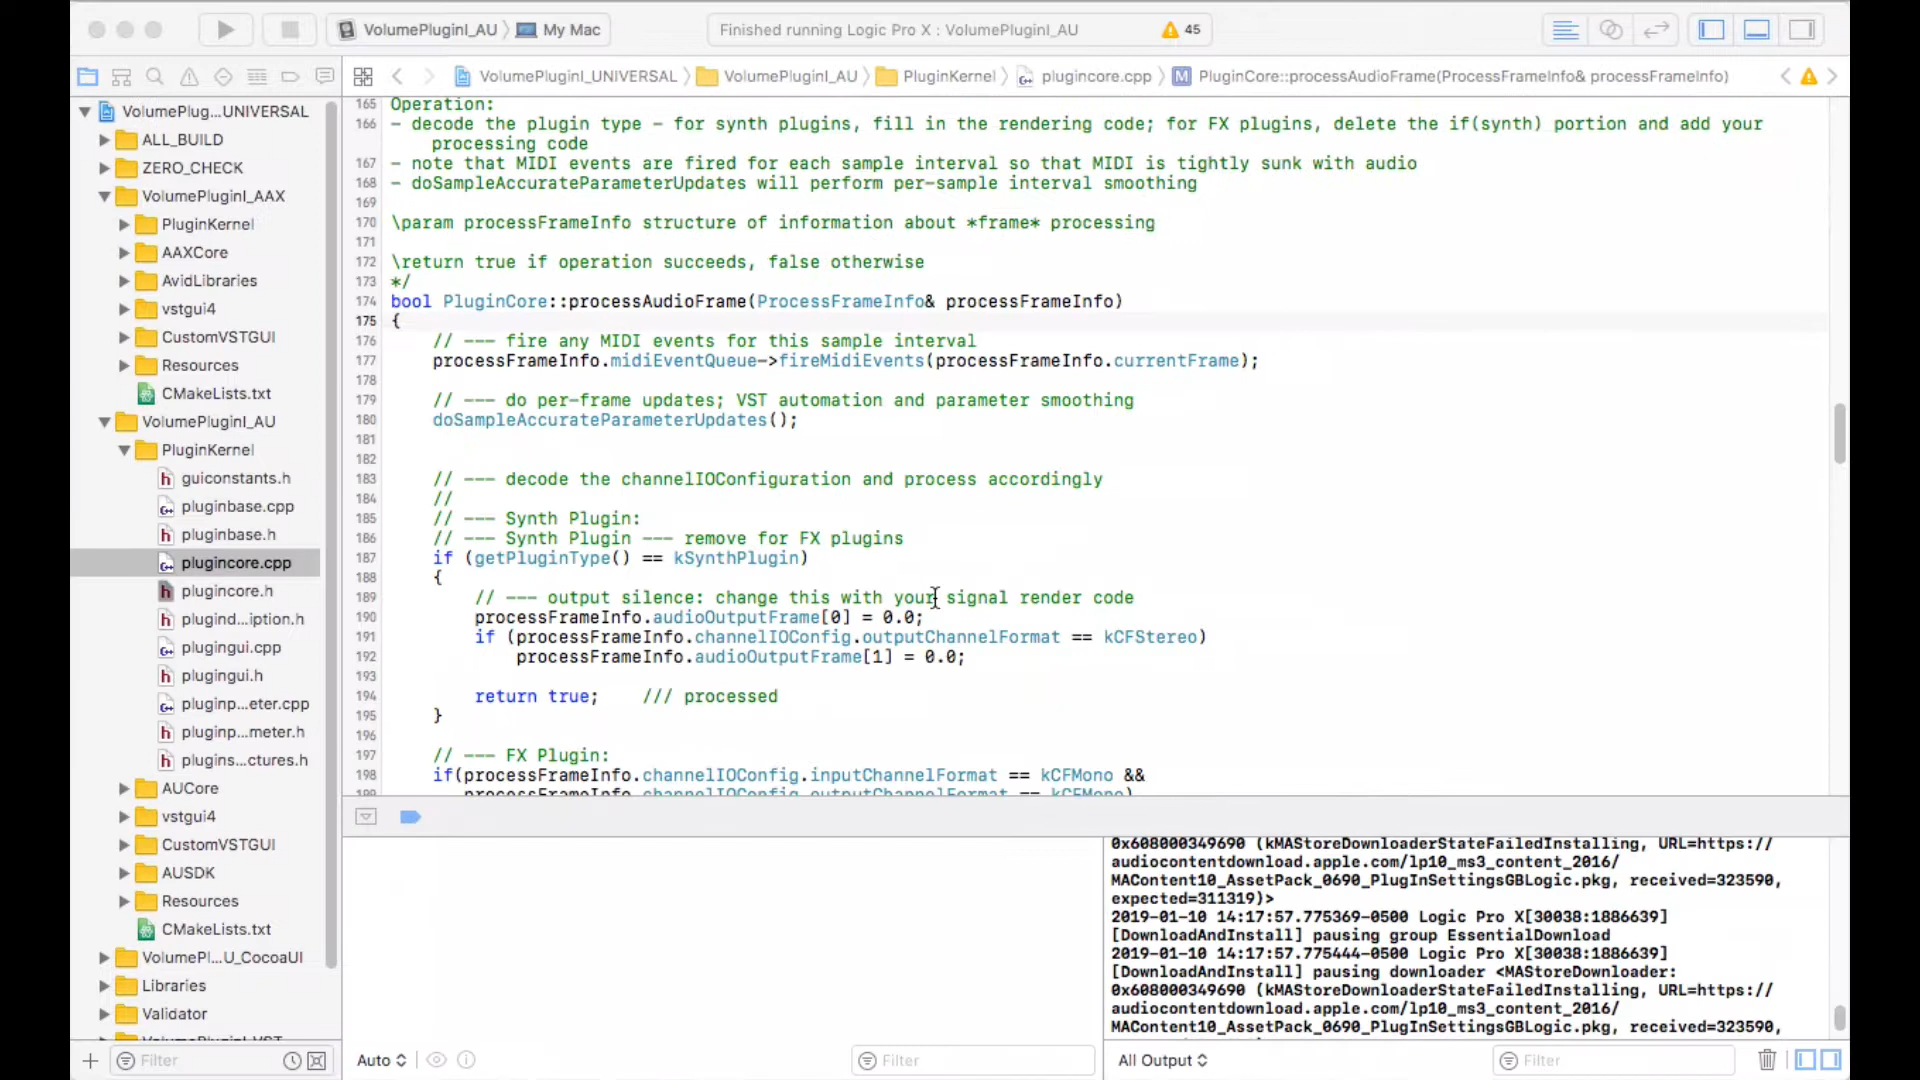 VolumePluginI_AU
My Mac
Finished running Logic Pro X : VolumePluginI_AU
45
VolumePluginI_UNIVERSAL
VolumePluginI_AU
PluginKernel
plugincore.cpp
M
PluginCore::processAudioFrame(ProcessFrameInfo& processFrameInfo)
VolumePlug...UNIVERSAL
ALL_BUILD
ZERO_CHECK
VolumePluginI_AAX
PluginKernel
AAXCore
AvidLibraries
vstgui4
CustomVSTGUI
Resources
CMakeLists.txt
VolumePluginI_AU
PluginKernel
guiconstants.h
pluginbase.cpp
pluginbase.h
plugincore.cpp
plugincore.h
plugind...iption.h
plugingui.cpp
plugingui.h
pluginp...eter.cpp
pluginp...meter.h
plugins...ctures.h
AUCore
vstgui4
CustomVSTGUI
AUSDK
Resources
CMakeLists.txt
VolumePl...U_CocoaUI
Libraries
Validator
Filter
165 Operation:
166 - decode the plugin type - for synth plugins, fill in the rendering code; for FX plugins, delete the if(synth) portion and add your
processing code
167 - note that MIDI events are fired for each sample interval so that MIDI is tightly sunk with audio
168 - doSampleAccurateParameterUpdates will perform per-sample interval smoothing
169
170 \param processFrameInfo structure of information about *frame* processing
171
172 \return true if operation succeeds, false otherwise
173 */
174 bool PluginCore::processAudioFrame(ProcessFrameInfo& processFrameInfo)
175 {
176 // --- fire any MIDI events for this sample interval
177 processFrameInfo.midiEventQueue->fireMidiEvents(processFrameInfo.currentFrame);
178
179 // --- do per-frame updates; VST automation and parameter smoothing
180 doSampleAccurateParameterUpdates();
181
182
183 // --- decode the channelIOConfiguration and process accordingly
184 //
185 // --- Synth Plugin:
186 // --- Synth Plugin --- remove for FX plugins
187 if (getPluginType() == kSynthPlugin)
188 {
189 // --- output silence: change this with your signal render code
190 processFrameInfo.audioOutputFrame[0] = 0.0;
191 if (processFrameInfo.channelIOConfig.outputChannelFormat == kCFStereo)
192 processFrameInfo.audioOutputFrame[1] = 0.0;
193
194 return true; /// processed
195 }
196
197 // --- FX Plugin:
198 if(processFrameInfo.channelIOConfig.inputChannelFormat == kCFMono &&
199 processFrameInfo.channelIOConfig.outputChannelFormat == kCFMono)
0x608000349690 (kMAStoreDownloaderStateFailedInstalling, URL=https://
audiocontentdownload.apple.com/lp10_ms3_content_2016/
MAContent10_AssetPack_0690_PlugInSettingsGBLogic.pkg, received=323590,
expected=311319)>
2019-01-10 14:17:57.775369-0500 Logic Pro X[30038:1886639]
[DownloadAndInstall] pausing group EssentialDownload
2019-01-10 14:17:57.775444-0500 Logic Pro X[30038:1886639]
[DownloadAndInstall] pausing downloader <MAStoreDownloader:
0x608000349690 (kMAStoreDownloaderStateFailedInstalling, URL=https://
audiocontentdownload.apple.com/lp10_ms3_content_2016/
MAContent10_AssetPack_0690_PlugInSettingsGBLogic.pkg, received=323590,
Auto
Filter
All Output
Filter